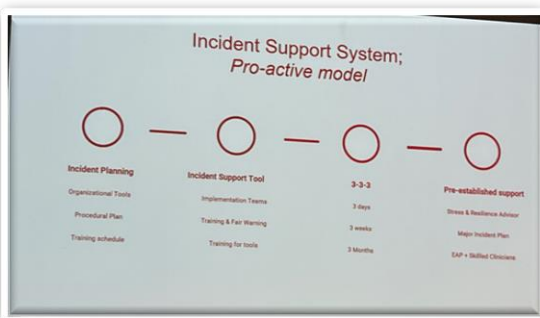 Incident Support System;
Pro-active model
Incident Planning
Organizational Tools
Procedural Plan
Training schedule
Incident Support Tool
Implementation Teams
Training & Fair Warning
Training for tools
3-3-3
3 days
3 weeks
3 Months
Pre-established support
Stress & Resilience Advisor
Major Incident Plan
EAP + Skilled Clinicians